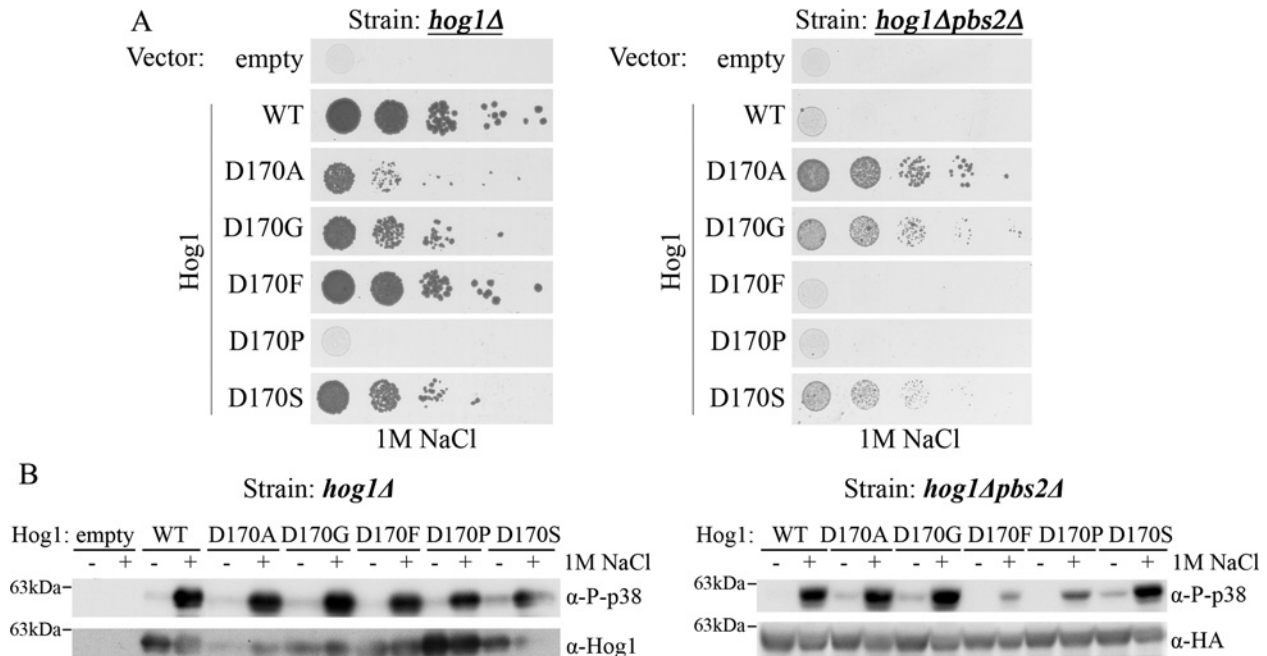 A
Strain: hog1Δ
Strain: hog1Δpbs2Δ
Vector: empty
Vector: empty
WT
WT
D170A
D170A
D170G
D170G
Hog1
Hog1
D170F
D170F
D170P
D170P
D170S
D170S
1M NaCl
1M NaCl
B
Strain: hog1Δ
Strain: hog1Δpbs2Δ
Hog1: empty WT D170A D170G D170F D170P D170S
Hog1: WT D170A D170G D170F D170P D170S
- + - + - + - + - + - + - + 1M NaCl
- + - + - + - + - + - + 1M NaCl
63kDa α-P-p38
63kDa α-P-p38
63kDa α-Hog1
63kDa α-HA